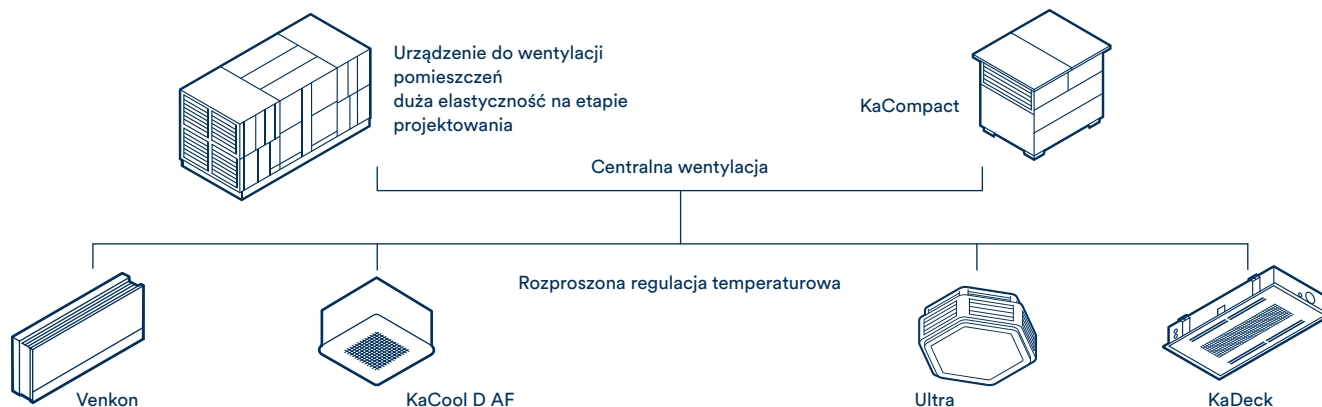 Urządzenie do wentylacji
pomieszczeń
duża elastyczność na etapie
projektowania
KaCompact
Centralna wentylacja
Rozproszona regulacja temperaturowa
Venkon
KaCool D AF
Ultra
KaDeck